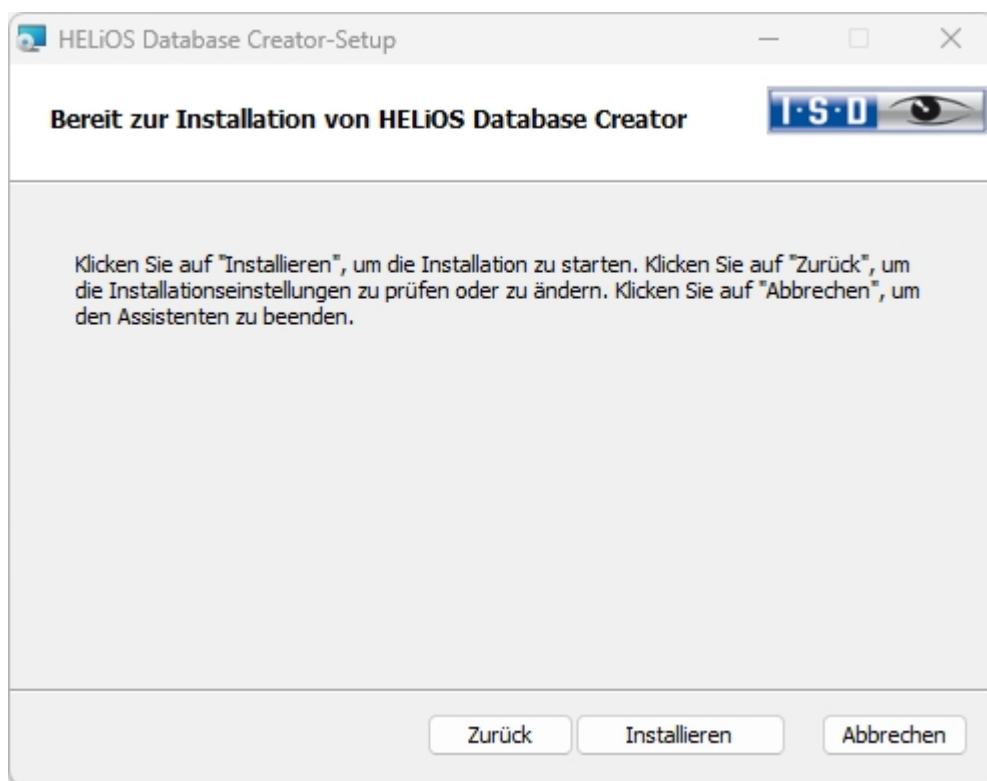 HELiOS Database Creator-Setup
Bereit zur Installation von HELiOS Database Creator
I·S·D
Klicken Sie auf "Installieren", um die Installation zu starten. Klicken Sie auf "Zurück", um
die Installationseinstellungen zu prüfen oder zu ändern. Klicken Sie auf "Abbrechen", um
den Assistenten zu beenden.
Zurück
Installieren
Abbrechen